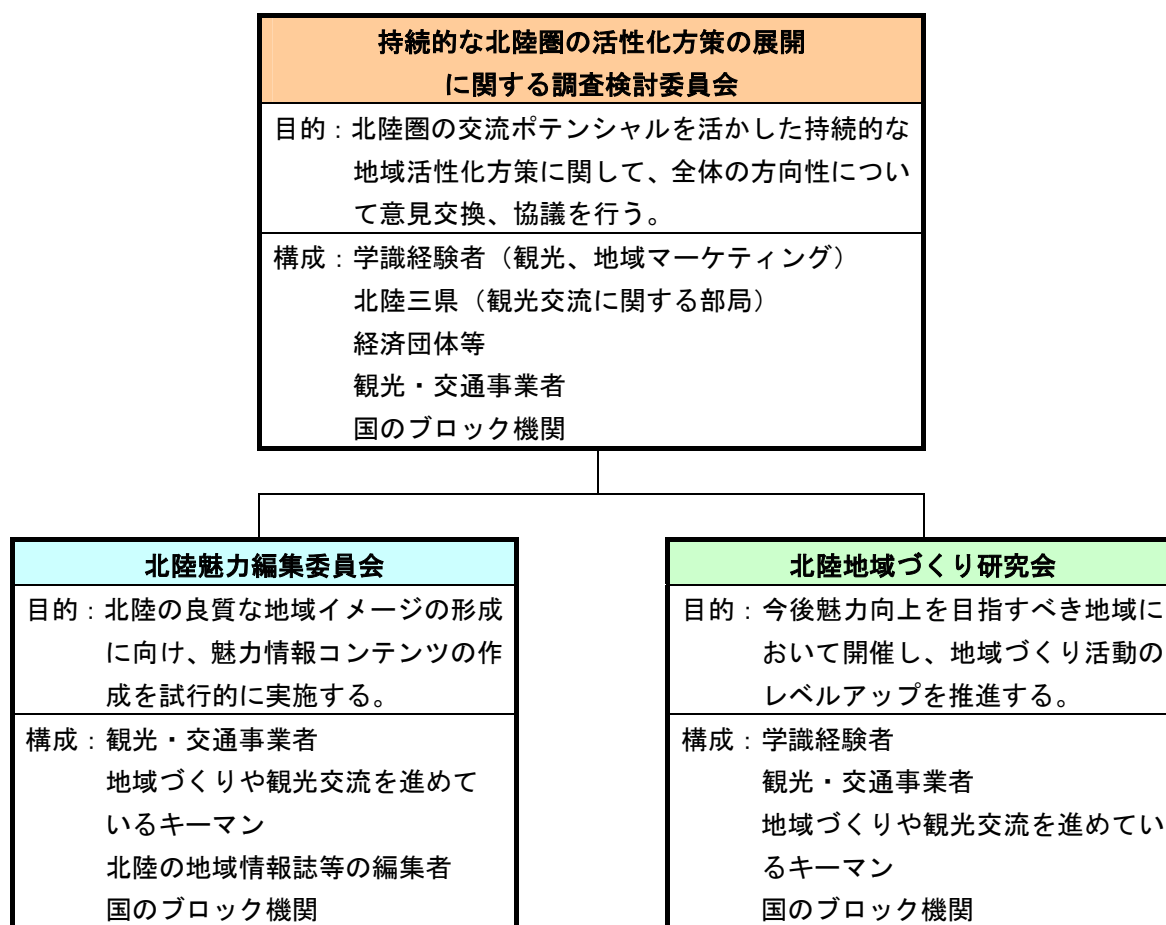 持続的な北陸圏の活性化方策の展開
に関する調査検討委員会
目的：北陸圏の交流ポテンシャルを活かした持続的な
地域活性化方策に関して、全体の方向性につい
て意見交換、協議を行う。
構成：学識経験者（観光、地域マーケティング）
北陸三県（観光交流に関する部局）
経済団体等
観光・交通事業者
国のブロック機関
北陸魅力編集委員会
目的：北陸の良質な地域イメージの形成
に向け、魅力情報コンテンツの作
成を試行的に実施する。
構成：観光・交通事業者
地域づくりや観光交流を進めて
いるキーマン
北陸の地域情報誌等の編集者
国のブロック機関
北陸地域づくり研究会
目的：今後魅力向上を目指すべき地域に
おいて開催し、地域づくり活動の
レベルアップを推進する。
構成：学識経験者
観光・交通事業者
地域づくりや観光交流を進めてい
るキーマン
国のブロック機関